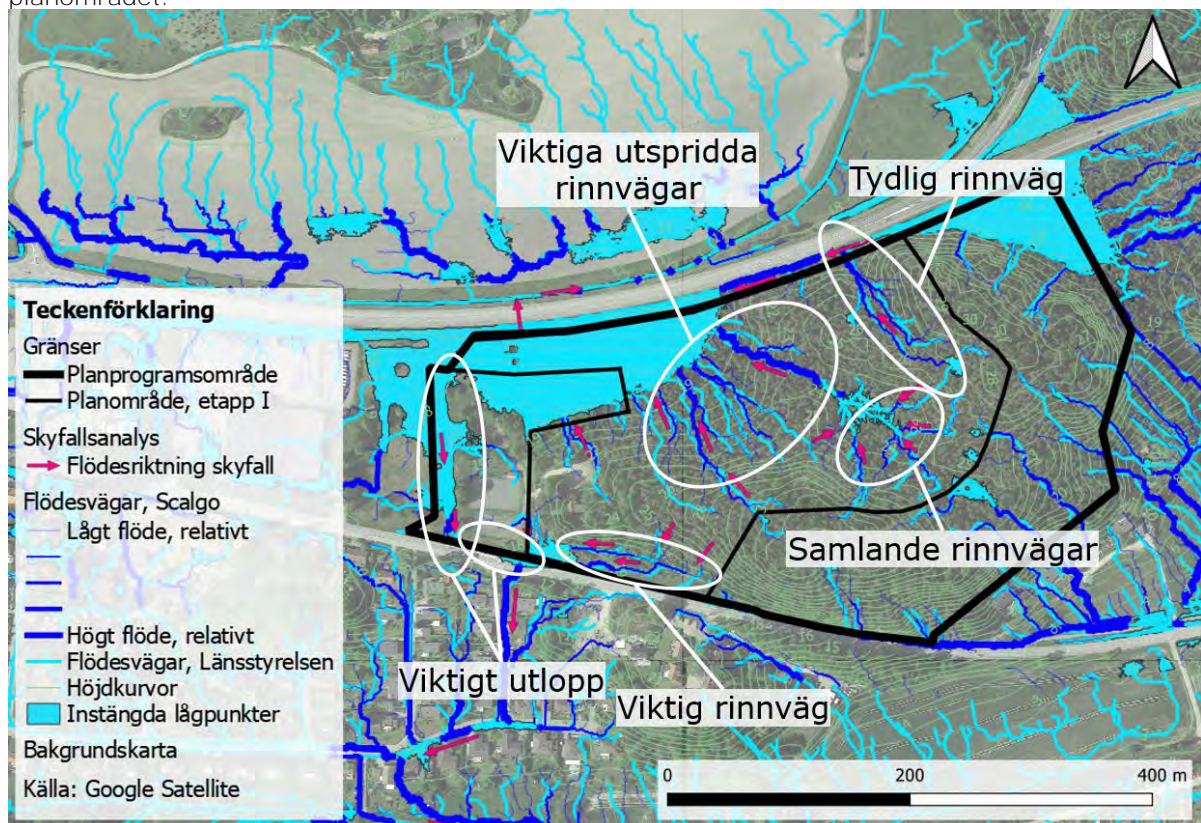 planområdet.
Viktiga utspridda
rinnvägar
Tydlig rinnväg
Teckenförklaring
Gränser
Planprogramsområde
Planområde, etapp I
Skyfallsanalys
Flödesriktning skyfall
Flödesvägar, Scalgo
Lågt flöde, relativt
Högt flöde, relativt
Flödesvägar, Länsstyrelsen
Höjdkurvor
Instängda lågpunkter
Bakgrundskarta
Källa: Google Satellite
Samlande rinnvägar
Viktigt utlopp
Viktig rinnväg
0 200 400 m